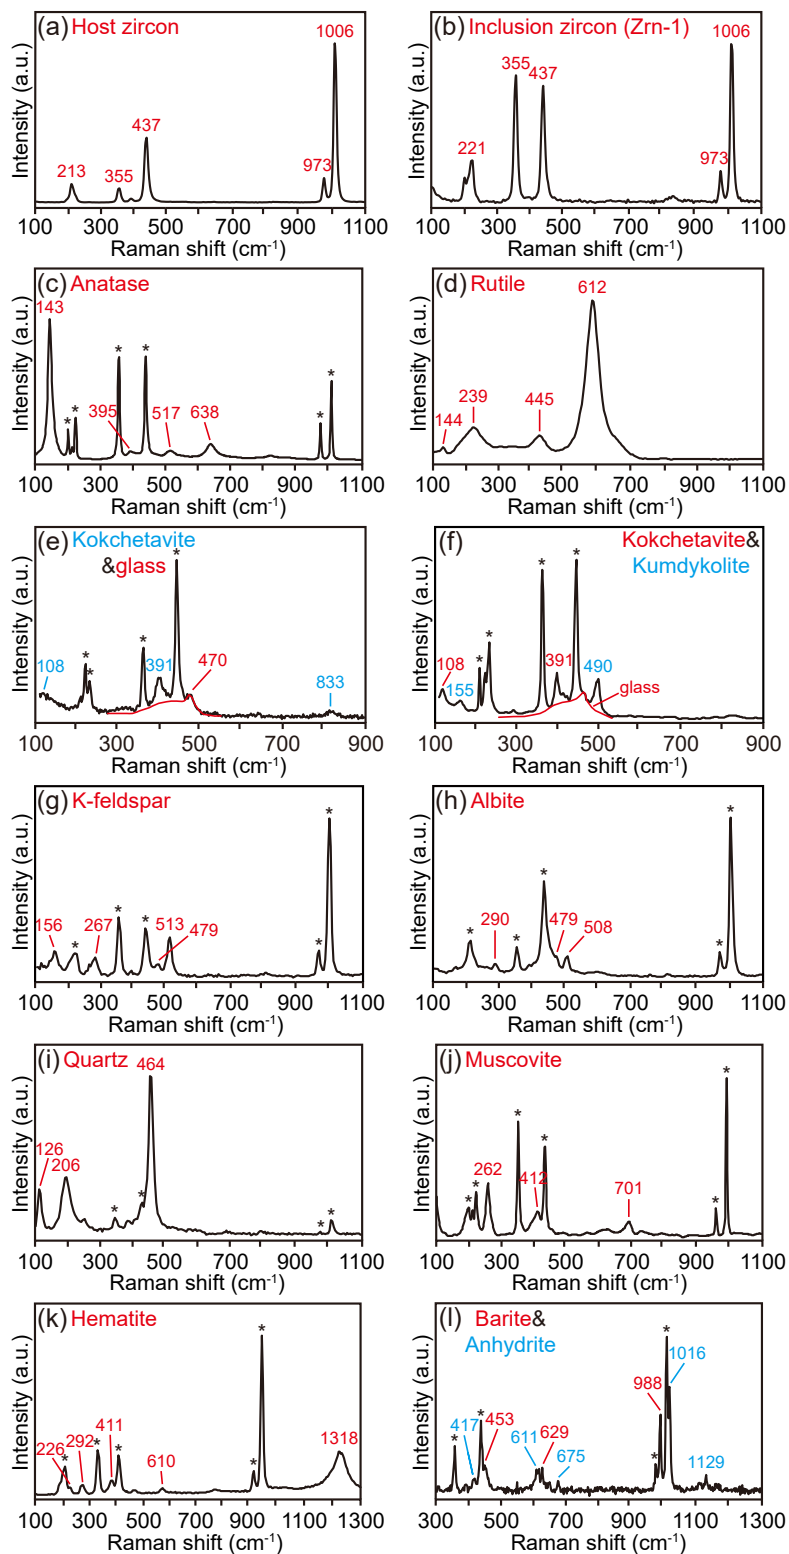 (a) Host zircon
1006
437
213
355
973
Intensity (a.u.)
100 300 500 700 900 1100
Raman shift (cm-1)
(b) Inclusion zircon (Zrn-1)
1006
355
437
221
973
Intensity (a.u.)
100 300 500 700 900 1100
Raman shift (cm-1)
(c) Anatase
143
* * * * * *
395 517 638
Intensity (a.u.)
100 300 500 700 900 1100
Raman shift (cm-1)
(d) Rutile
612
239
445
144
Intensity (a.u.)
100 300 500 700 900 1100
Raman shift (cm-1)
(e) Kokchetavite
&glass
* * * *
108 391 470 833
Intensity (a.u.)
100 300 500 700 900
Raman shift (cm-1)
(f) Kokchetavite&
Kumdykolite
* * * *
108 155 391 490
glass
Intensity (a.u.)
100 300 500 700 900
Raman shift (cm-1)
(g) K-feldspar
* * * * *
156 267 513 479
Intensity (a.u.)
100 300 500 700 900 1100
Raman shift (cm-1)
(h) Albite
* * * * *
290 479 508
Intensity (a.u.)
100 300 500 700 900 1100
Raman shift (cm-1)
(i) Quartz
464
126
206
* * * *
Intensity (a.u.)
100 300 500 700 900 1100
Raman shift (cm-1)
(j) Muscovite
* * * * * *
262 412 701
Intensity (a.u.)
100 300 500 700 900 1100
Raman shift (cm-1)
(k) Hematite
* * * * *
226 292 411 610 1318
Intensity (a.u.)
100 300 500 700 900 1100 1300
Raman shift (cm-1)
(l) Barite&
Anhydrite
* * * *
417 453 611 629 675 988 1016 1129
Intensity (a.u.)
300 500 700 900 1100 1300
Raman shift (cm-1)